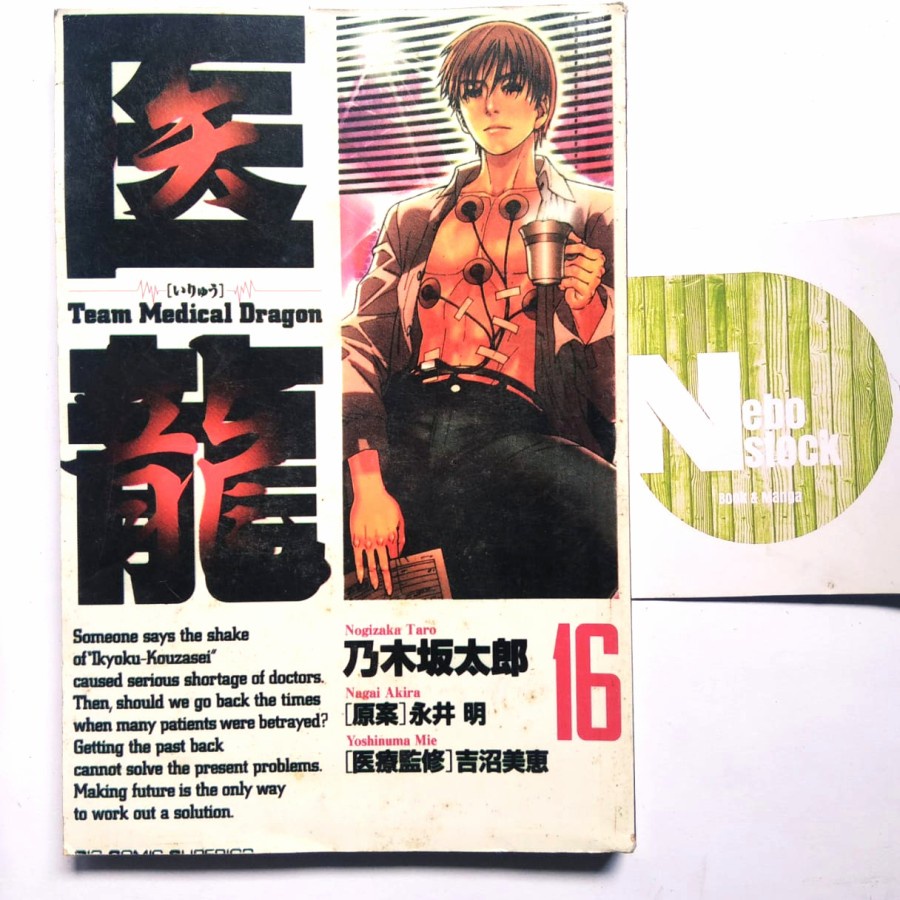 医
[いりゅう]
Team Medical Dragon
龍
Someone says the shake
of "Ikyoku-Kouzasei"
caused serious shortage of doctors.
Then, should we go back the times
when many patients were betrayed?
Getting the past back
cannot solve the present problems.
Making future is the only way
to work out a solution.
BIG COMIC SUPERIOR
Nogizaka Taro
乃木坂太郎
Nagai Akira
[原案]永井 明
Yoshinuma Mie
[医療監修]吉沼美恵
16
Nebo
stock
Book & Manga